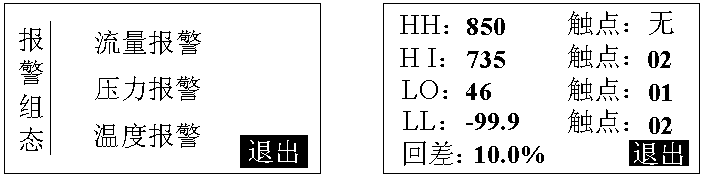 报警组态
流量报警
压力报警
温度报警
退出
HH：850 触点：无
HI：735 触点：02
LO：46 触点：01
LL：-99.9 触点：02
回差：10.0% 退出